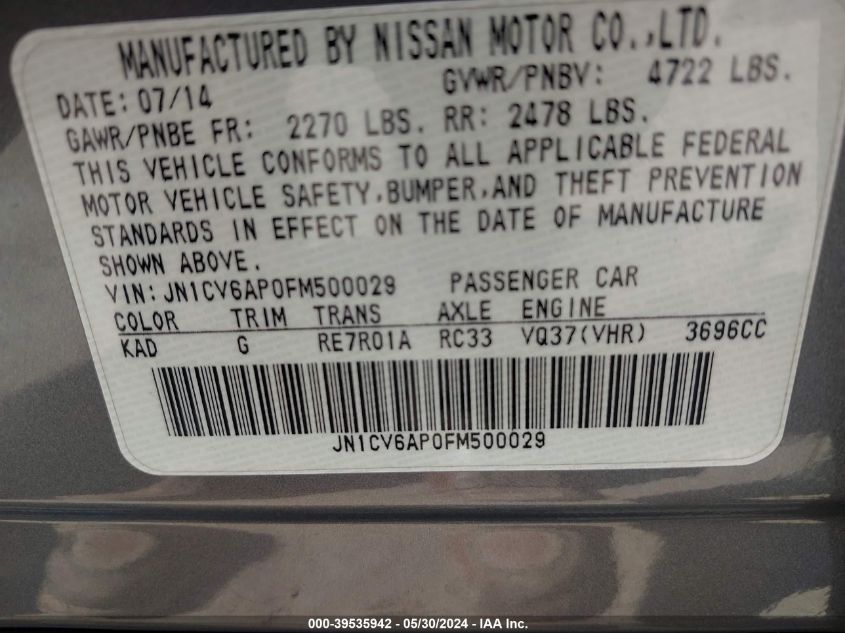 MANUFACTURED BY NISSAN MOTOR CO.,LTD.
DATE: 07/14 GVWR/PNBV: 4722 LBS.
GAWR/PNBE FR: 2270 LBS. RR: 2478 LBS.
THIS VEHICLE CONFORMS TO ALL APPLICABLE FEDERAL
MOTOR VEHICLE SAFETY,BUMPER,AND THEFT PREVENTION
STANDARDS IN EFFECT ON THE DATE OF MANUFACTURE
SHOWN ABOVE.
VIN: JN1CV6AP0FM500029 PASSENGER CAR
COLOR TRIM TRANS AXLE ENGINE
KAD G RE7R01A RC33 VQ37(VHR) 3696CC
JN1CV6AP0FM500029
000-39535942 - 05/30/2024 - IAA Inc.